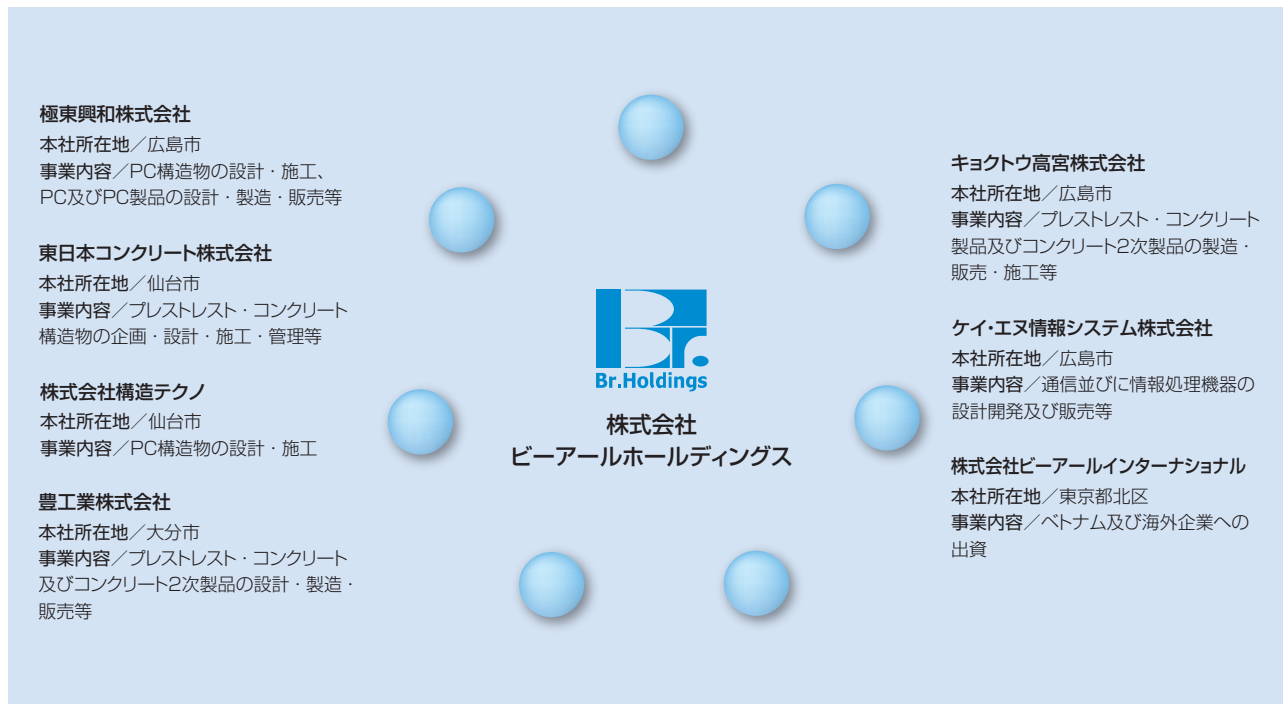 極東興和株式会社
本社所在地／広島市
事業内容／PC構造物の設計・施工、
PC及びPC製品の設計・製造・販売等
東日本コンクリート株式会社
本社所在地／仙台市
事業内容／プレストレスト・コンクリート
構造物の企画・設計・施工・管理等
株式会社構造テクノ
本社所在地／仙台市
事業内容／PC構造物の設計・施工
豊工業株式会社
本社所在地／大分市
事業内容／プレストレスト・コンクリート
及びコンクリート2次製品の設計・製造・
販売等
Br.
Br.Holdings
株式会社
ビーアールホールディングス
キョクトウ高宮株式会社
本社所在地／広島市
事業内容／プレストレスト・コンクリート
製品及びコンクリート2次製品の製造・
販売・施工等
ケイ・エヌ情報システム株式会社
本社所在地／広島市
事業内容／通信並びに情報処理機器の
設計開発及び販売等
株式会社ビーアールインターナショナル
本社所在地／東京都北区
事業内容／ベトナム及び海外企業への
出資